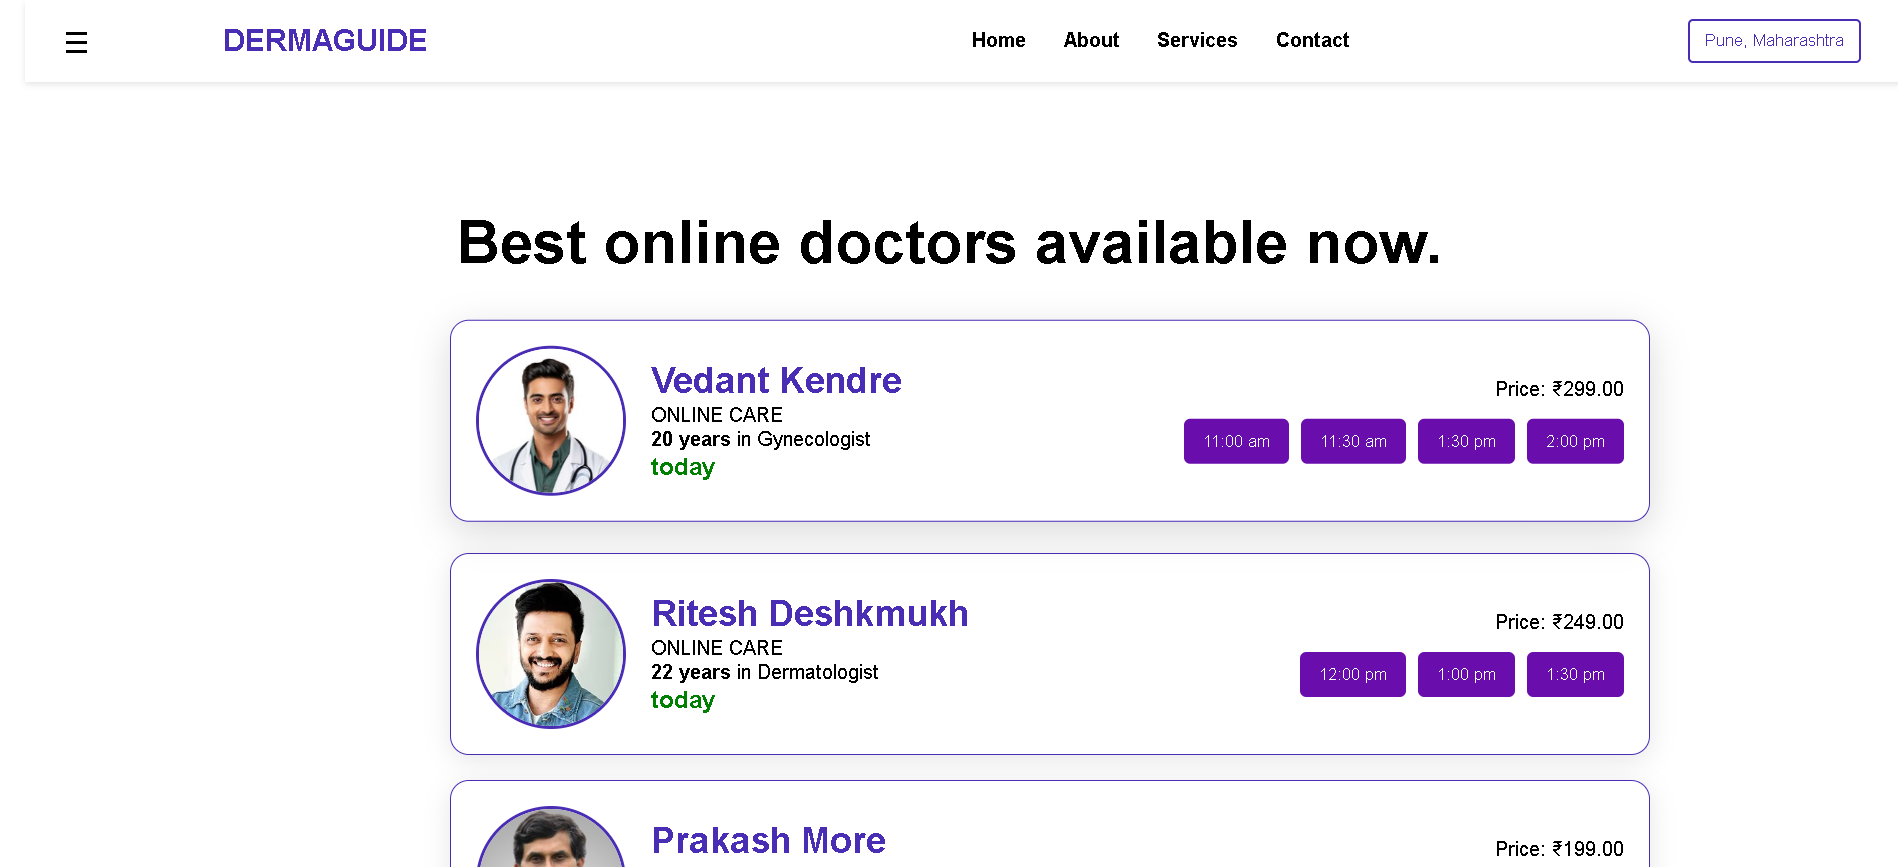 DERMAGUIDE
Home About Services Contact
Pune, Maharashtra
Best online doctors available now.
Vedant Kendre
ONLINE CARE
20 years in Gynecologist
today
Price: ₹299.00
11:00 am 11:30 am 1:30 pm 2:00 pm
Ritesh Deshkmukh
ONLINE CARE
22 years in Dermatologist
today
Price: ₹249.00
12:00 pm 1:00 pm 1:30 pm
Prakash More
Price: ₹199.00